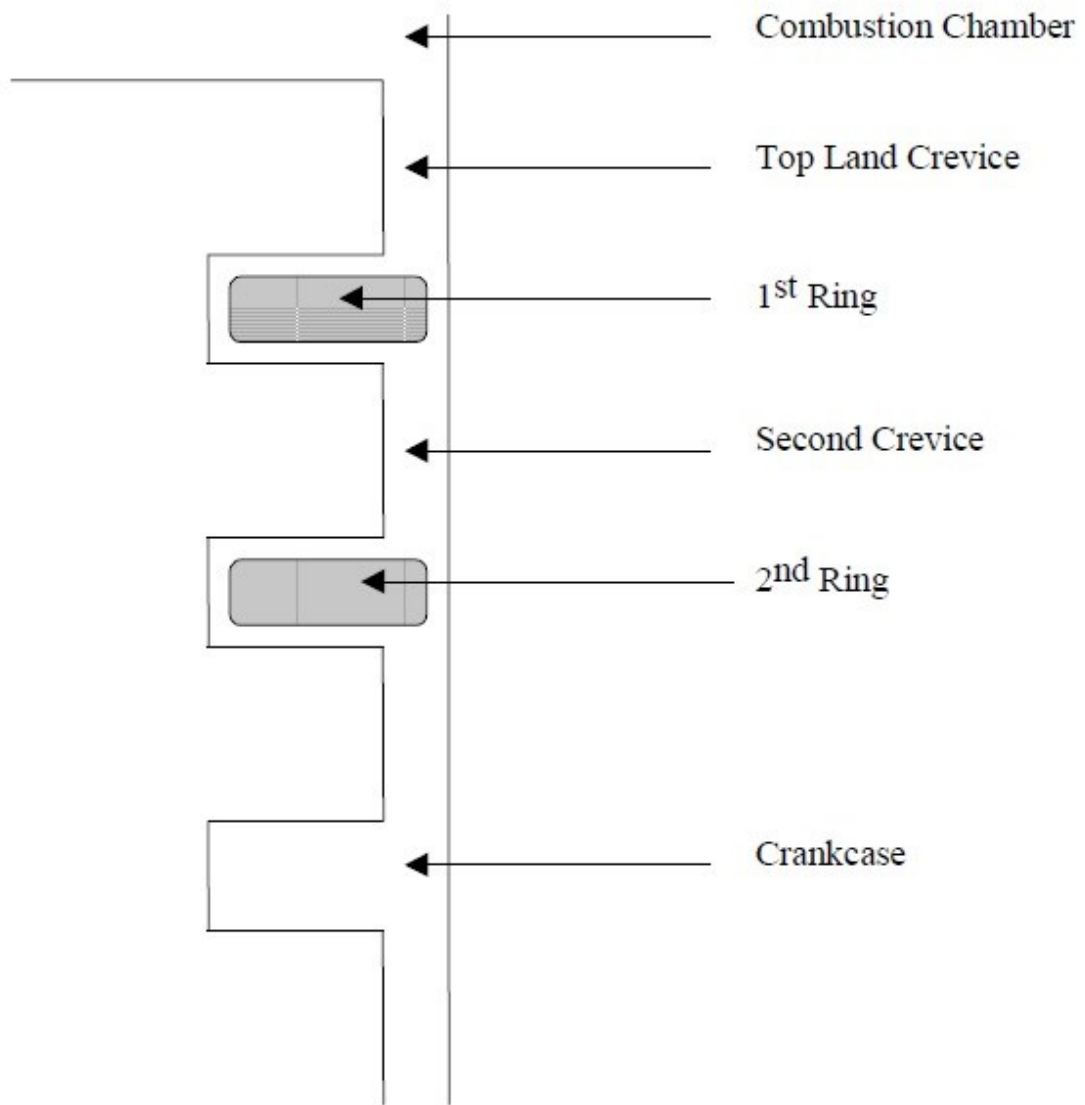 Combustion Chamber
Top Land Crevice
1st Ring
Second Crevice
2nd Ring
Crankcase